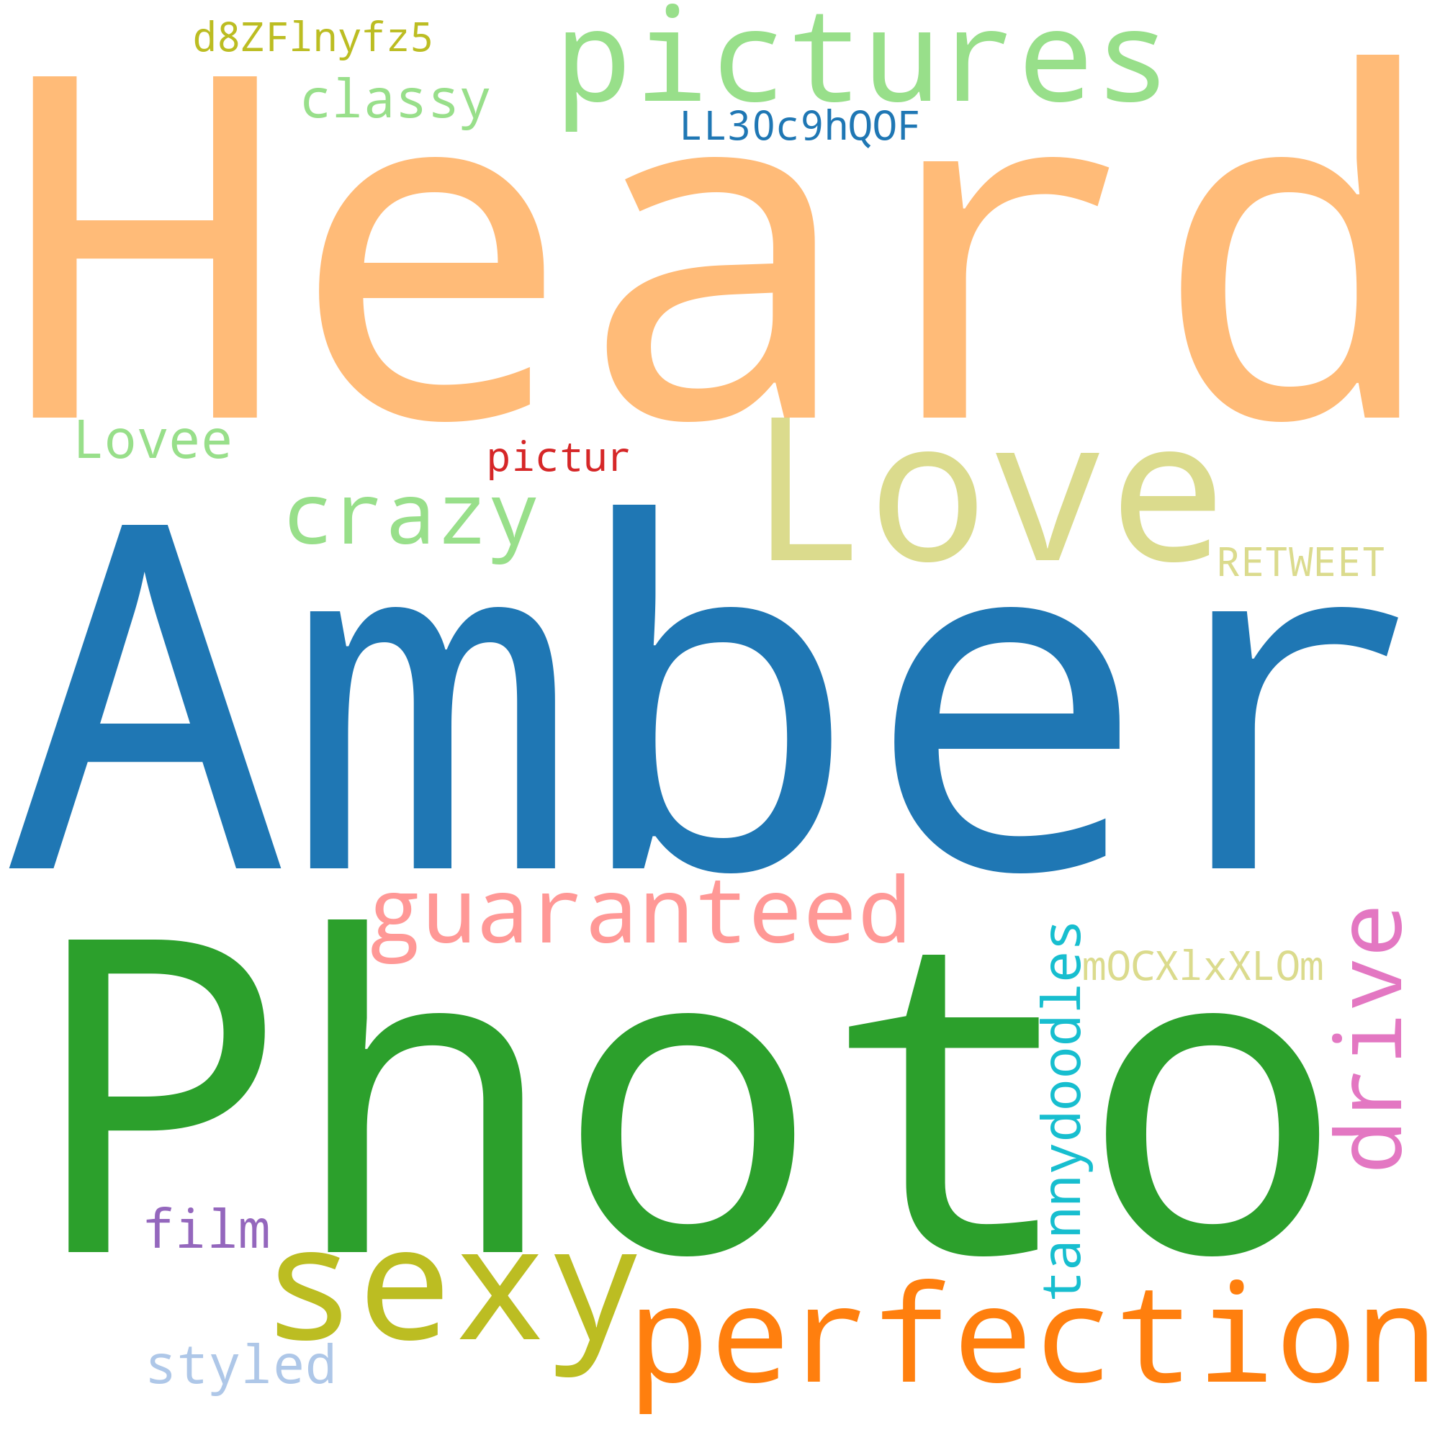 d8ZFlnyfz5
pictures
classy
LL30c9hQOF
Heard
Lovee
pictur
Love
crazy
RETWEET
Amber
guaranteed
drive
tannydoodles
mOCXlxXLOm
Photo
film
sexy
perfection
styled